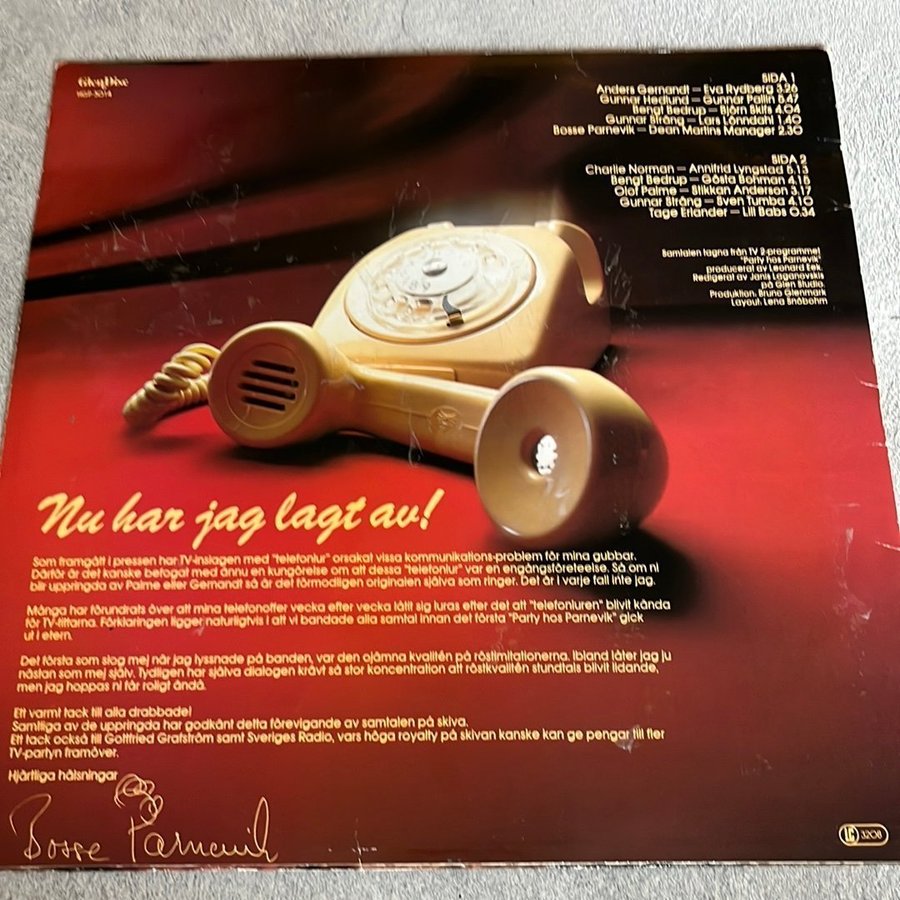 GlenDisc
SIDA 1
Anders Gernandt — Eva Rydberg 3.26
Gunnar Hedlund — Gunnar Pallin 5.47
Bengt Bedrup — Björn Skifs 4.04
Gunnar Sträng — Lars Lönndahl 1.40
Bosse Parnevik — Dean Martins Manager 2.30
SIDA 2
Charlie Norman — Annifrid Lyngstad 5.13
Bengt Bedrup — Gösta Bohman 4.15
Olof Palme — Stikkan Anderson 3.17
Gunnar Sträng — Sven Tumba 4.10
Tage Erlander — Lill Babs 0.34
Samtalen tagna från TV 2-programmet
"Party hos Parnevik"
producerat av Leonard Eek.
Redigerat av Janis Laganovskis
på Glen Studio.
Produktion: Bruno Glenmark
Layout: Lena Snöbohm
Nu har jag lagt av!
Som framgått i pressen har TV-inslagen med "telefonlur" orsakat vissa kommunikations-problem för mina gubbar.
Därför är det kanske befogat med ännu en kungörelse om att dessa "telefonlur" var en engångsföreteelse. Så om ni
blir uppringda av Palme eller Gernandt så är det förmodligen originalen själva som ringer. Det är i varje fall inte jag.
Många har förundrats över att mina telefonoffer vecka efter vecka låtit sig luras efter det att "telefonluren" blivit kända
för TV-tittarna. Förklaringen ligger naturligtvis i att vi bandade alla samtal innan det första "Party hos Parnevik" gick
ut i etern.
Det första som slog mej när jag lyssnade på banden, var den ojämna kvalitén på röstimitationerna. Ibland låter jag ju
nästan som mej själv. Tydligen har själva dialogen krävt så stor koncentration att röstkvalitén stundtals blivit lidande,
men jag hoppas ni får roligt ändå.
Ett varmt tack till alla drabbade!
Samtliga av de uppringda har godkänt detta förevigande av samtalen på skiva.
Ett tack också till Gottfried Grafström samt Sveriges Radio, vars höga royalty på skivan kanske kan ge pengar till fler
TV-partyn framöver.
Hjärtliga hälsningar
Bosse Parnevik
LC 3208